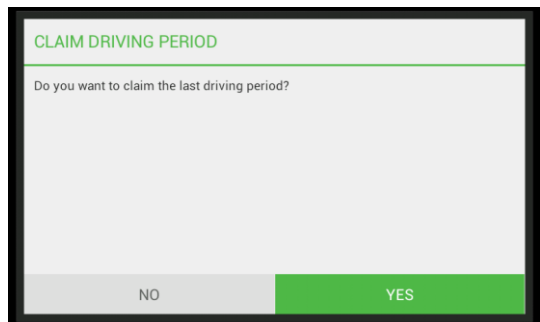 CLAIM DRIVING PERIOD
Do you want to claim the last driving period?
NO
YES